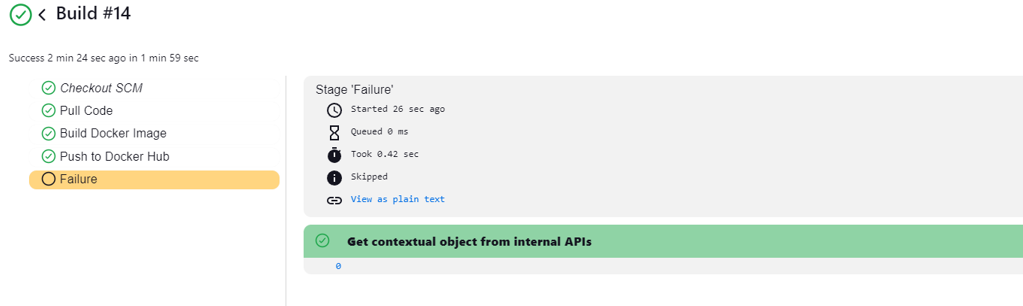 Build #14
Success 2 min 24 sec ago in 1 min 59 sec
Checkout SCM
Pull Code
Build Docker Image
Push to Docker Hub
Failure
Stage 'Failure'
Started 26 sec ago
Queued 0 ms
Took 0.42 sec
Skipped
View as plain text
Get contextual object from internal APIs
0